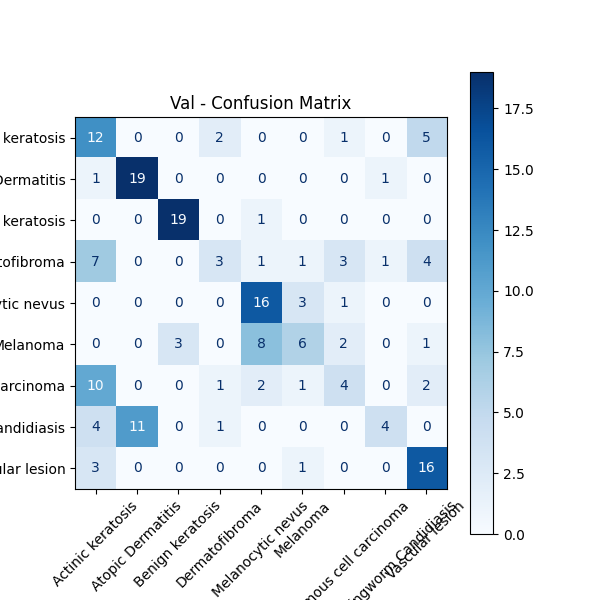 Val - Confusion Matrix
keratosis 12 0 0 2 0 0 1 0 5
Dermatitis 1 19 0 0 0 0 0 1 0
keratosis 0 0 19 0 1 0 0 0 0
tofibroma 7 0 0 3 1 1 3 1 4
ytic nevus 0 0 0 0 16 3 1 0 0
Melanoma 0 0 3 0 8 6 2 0 1
arcinoma 10 0 0 1 2 1 4 0 2
andidiasis 4 11 0 1 0 0 0 4 0
ular lesion 3 0 0 0 0 1 0 0 16
Actinic keratosis
Atopic Dermatitis
Benign keratosis
Dermatofibroma
Melanocytic nevus
Melanoma
mous cell carcinoma
ingworm Candidiasis
Vascular lesion
17.5
15.0
12.5
10.0
7.5
5.0
2.5
0.0